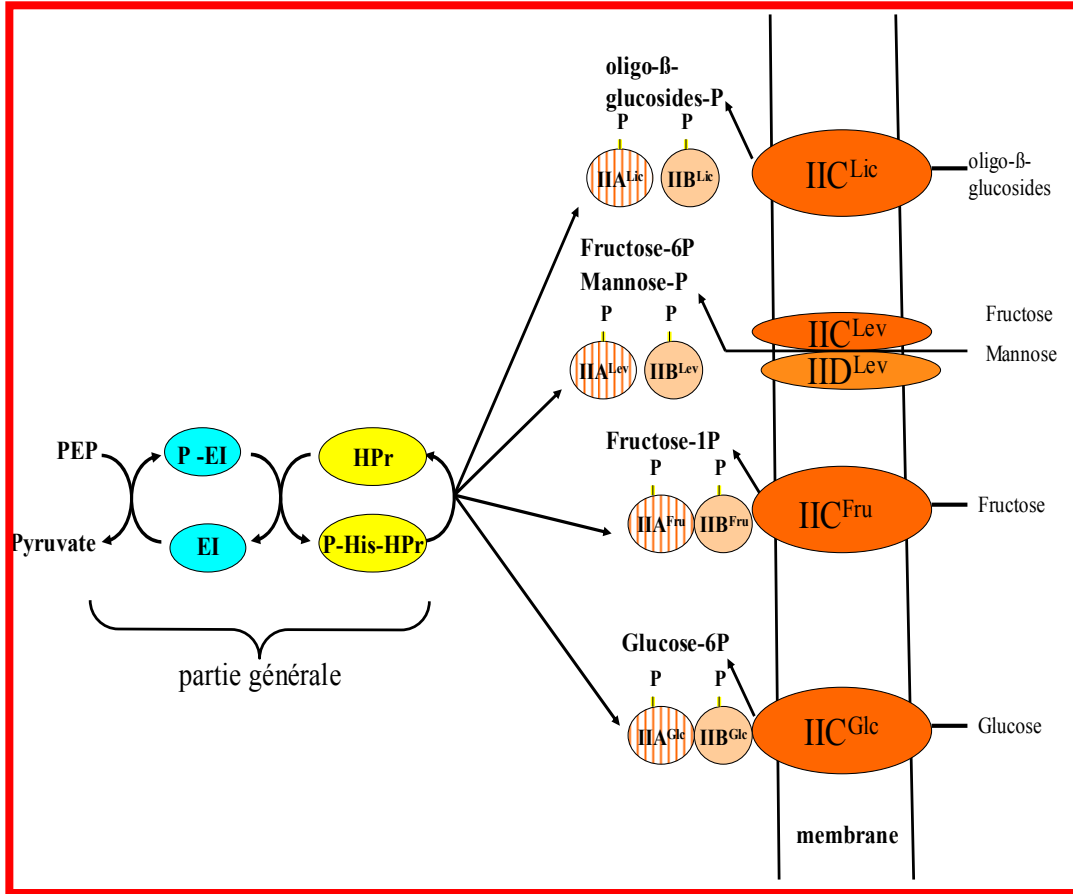 oligo-ß-
glucosides-P
P P
IIA^Lic IIB^Lic IIC^Lic
oligo-ß-
glucosides
Fructose-6P
Mannose-P
P P
IIA^Lev IIB^Lev
IIC^Lev
IID^Lev
Fructose
Mannose
PEP P -EI HPr
Pyruvate EI P-His-HPr
partie générale
Fructose-1P
P P
IIA^Fru IIB^Fru IIC^Fru Fructose
Glucose-6P
P P
IIA^Glc IIB^Glc IIC^Glc Glucose
membrane